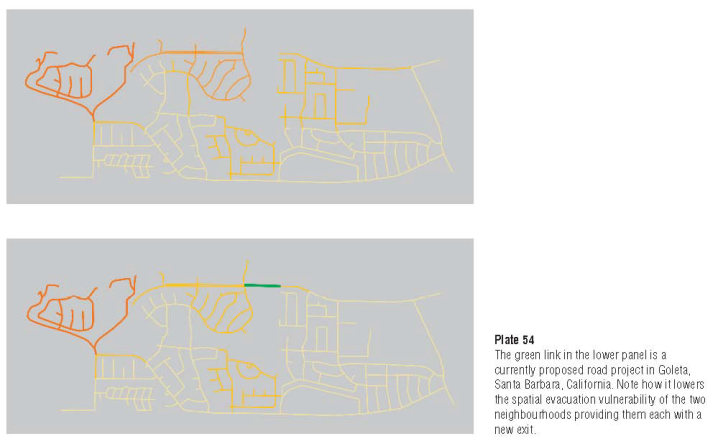 Plate 54
The green link in the lower panel is a
currently proposed road project in Goleta,
Santa Barbara, California. Note how it lowers
the spatial evacuation vulnerability of the two
neighbourhoods providing them each with a
new exit.